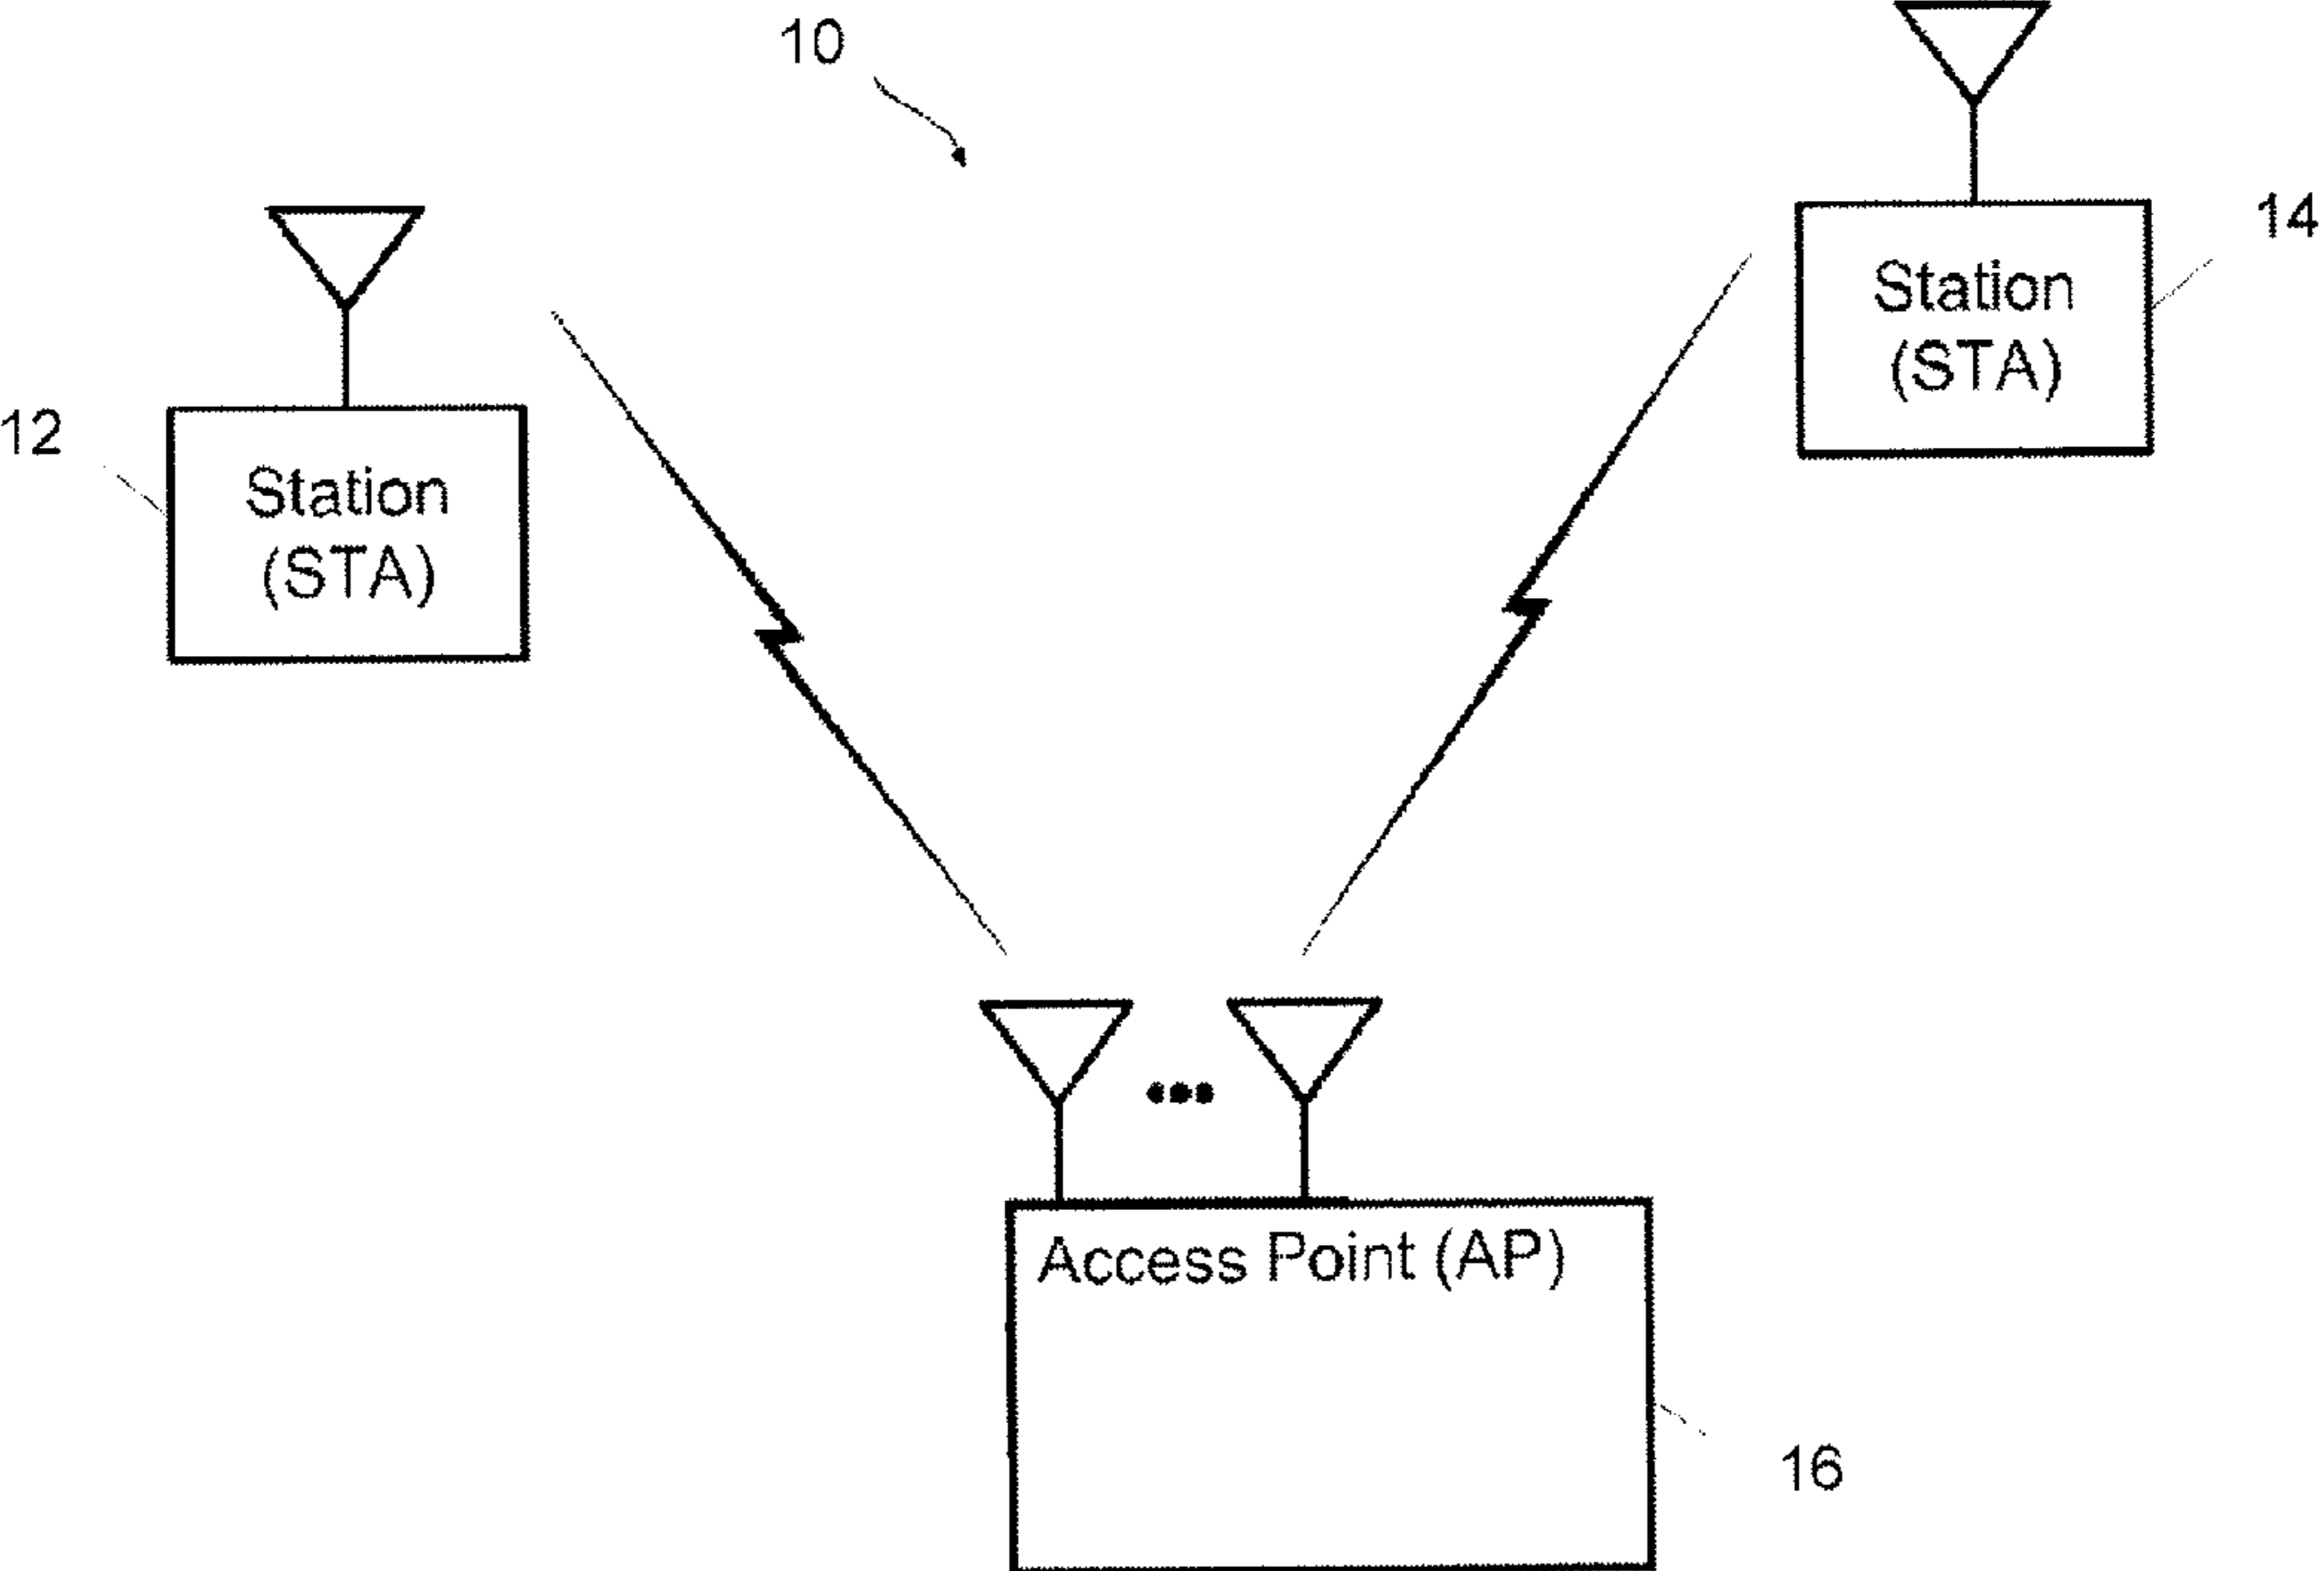 10
14
Station
(STA)
12
Station
(STA)
Access Point (AP)
16